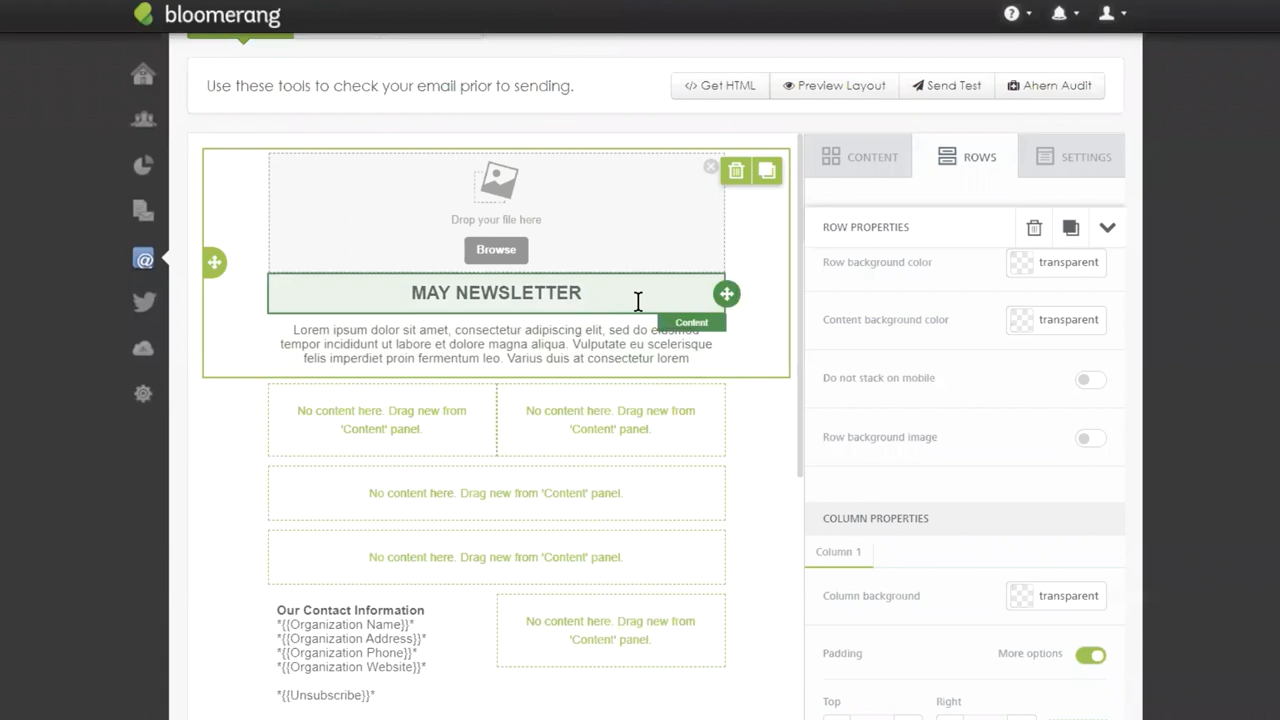 bloomerang
Use these tools to check your email prior to sending.
</> Get HTML
Preview Layout
Send Test
Ahern Audit
CONTENT
ROWS
SETTINGS
Drop your file here
Browse
MAY NEWSLETTER
Content
Lorem ipsum dolor sit amet, consectetur adipiscing elit, sed do eiusmod
tempor incididunt ut labore et dolore magna aliqua. Vulputate eu scelerisque
felis imperdiet proin fermentum leo. Varius duis at consectetur lorem
No content here. Drag new from
'Content' panel.
No content here. Drag new from
'Content' panel.
No content here. Drag new from 'Content' panel.
No content here. Drag new from 'Content' panel.
Our Contact Information
*{{Organization Name}}*
*{{Organization Address}}*
*{{Organization Phone}}*
*{{Organization Website}}*
*{{Unsubscribe}}*
No content here. Drag new from
'Content' panel.
ROW PROPERTIES
Row background color
transparent
Content background color
transparent
Do not stack on mobile
Row background image
COLUMN PROPERTIES
Column 1
Column background
transparent
Padding
More options
Top
Right